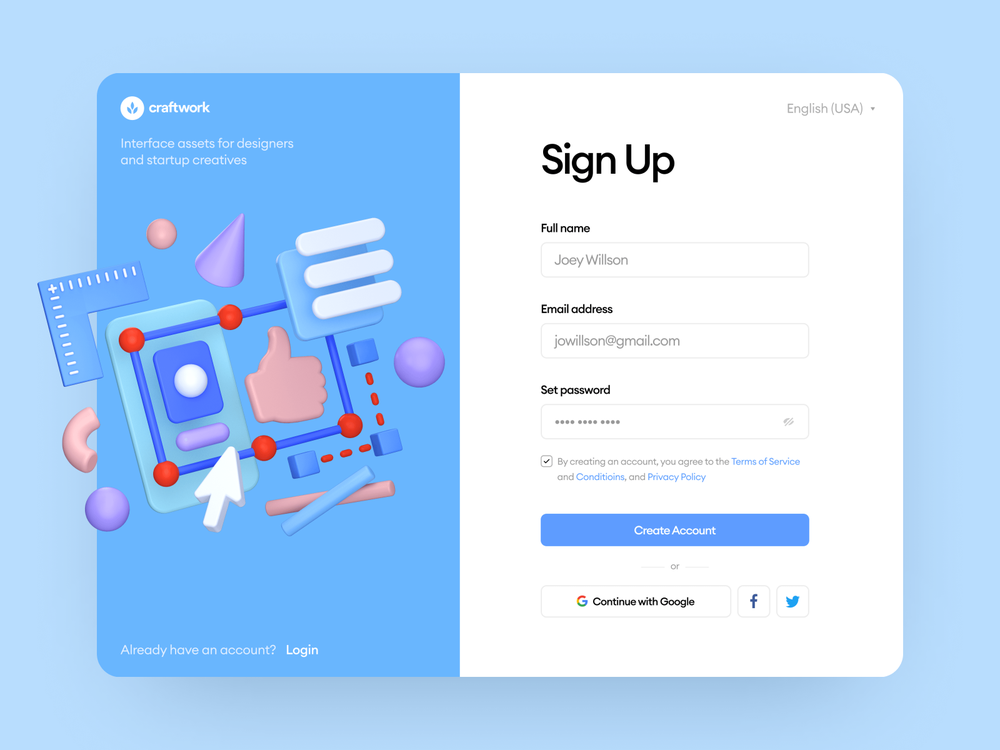 craftwork
Interface assets for designers
and startup creatives
Already have an account? Login
English (USA)
Sign Up
Full name
Joey Willson
Email address
jowillson@gmail.com
Set password
•••• •••• ••••
By creating an account, you agree to the Terms of Service
and Conditioins, and Privacy Policy
Create Account
or
Continue with Google